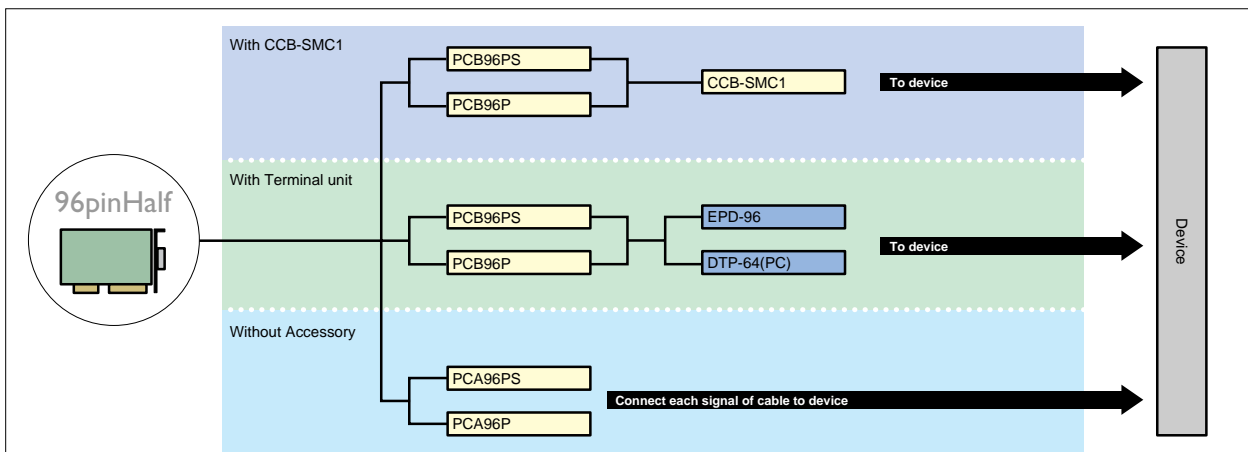 With CCB-SMC1
PCB96PS
PCB96P
CCB-SMC1
To device
With Terminal unit
96pinHalf
PCB96PS
PCB96P
EPD-96
DTP-64(PC)
To device
Device
Without Accessory
PCA96PS
PCA96P
Connect each signal of cable to device